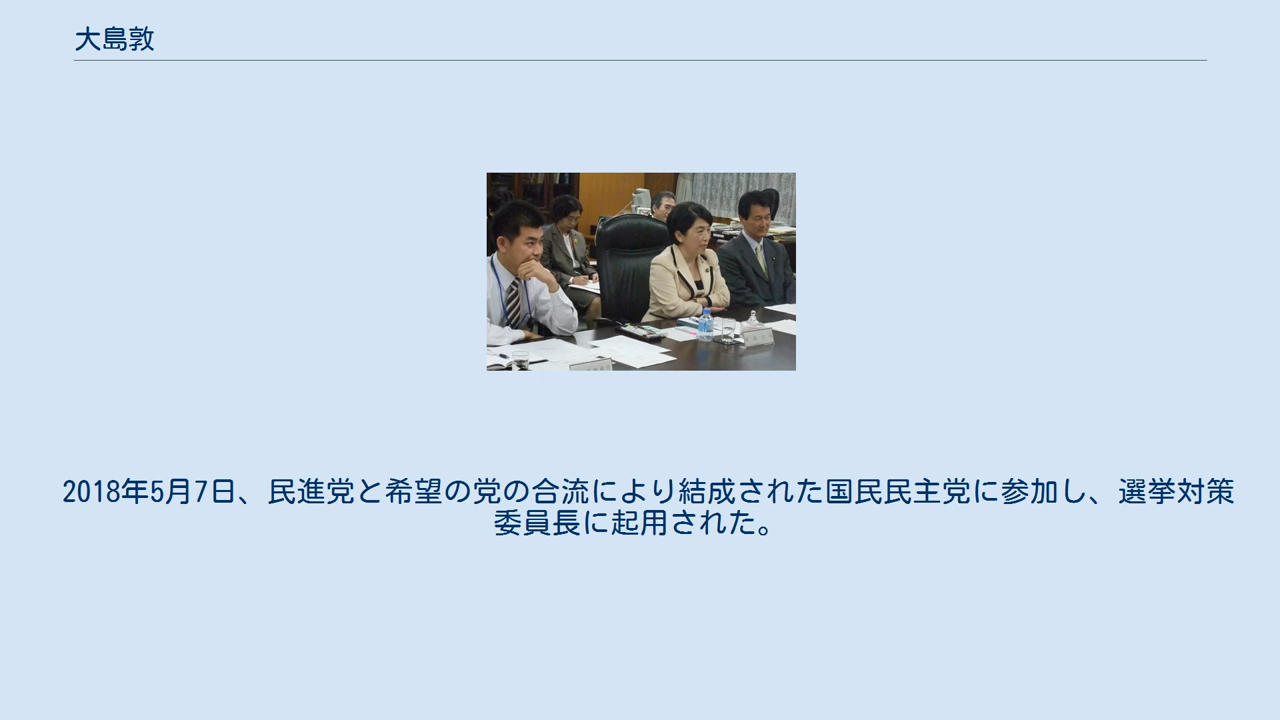 大島敦
2018年5月7日、民進党と希望の党の合流により結成された国民民主党に参加し、選挙対策
委員長に起用された。